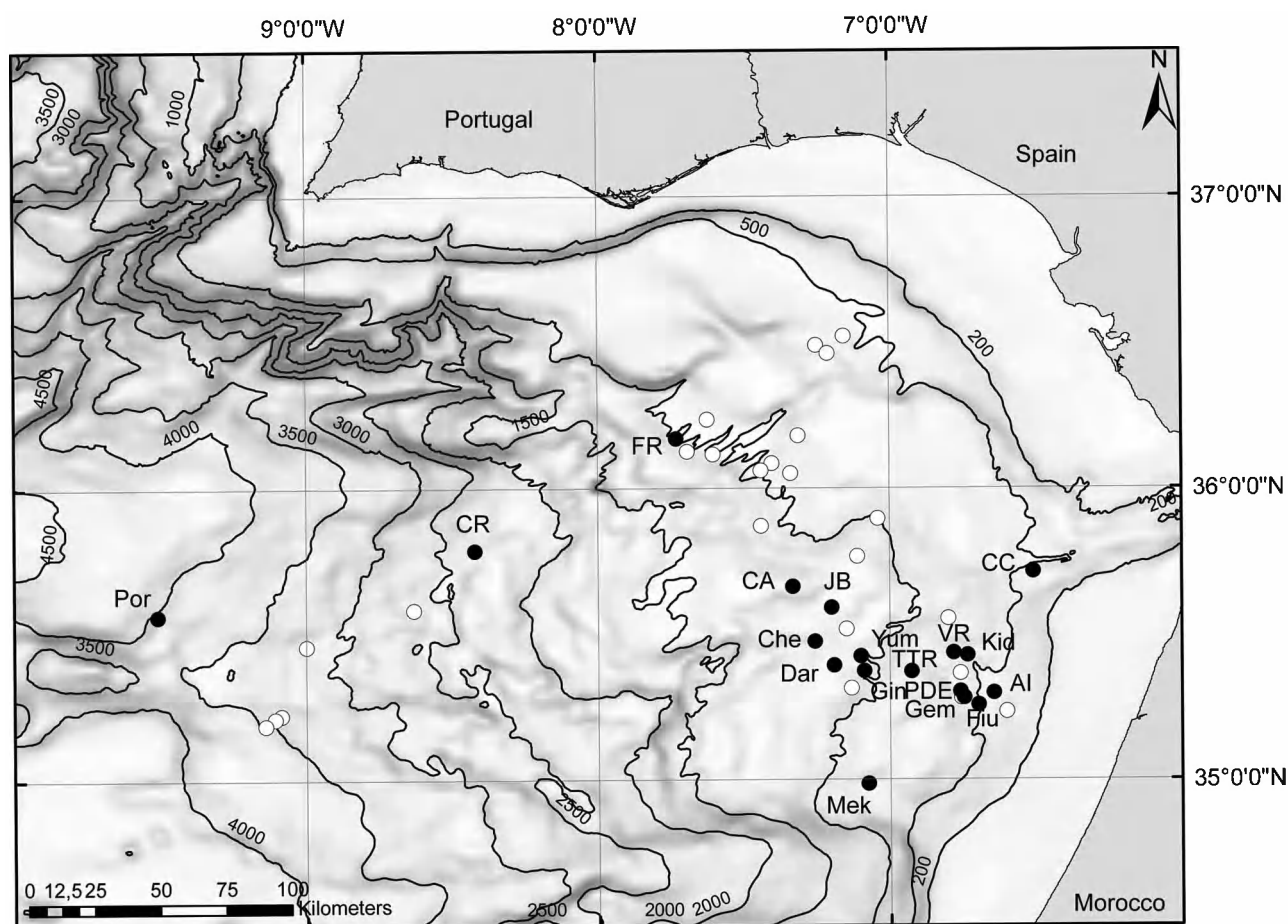 9°0'0"W 8°0'0"W 7°0'0"W
N
Portugal
Spain
3500
3000
1000
37°0'0"N
500
200
4500
4000
3500
3000
1500
FR
36°0'0"N
200
4500
CR
CC
CA JB
Por
3500
Che Yum VR Kid
Dar TTR
Gin PDE Al
Gem Fiu
35°0'0"N
Mek
2500
4000
200
0 12,5 25 50 75 100
Kilometers
2500 2000 2000
Morocco